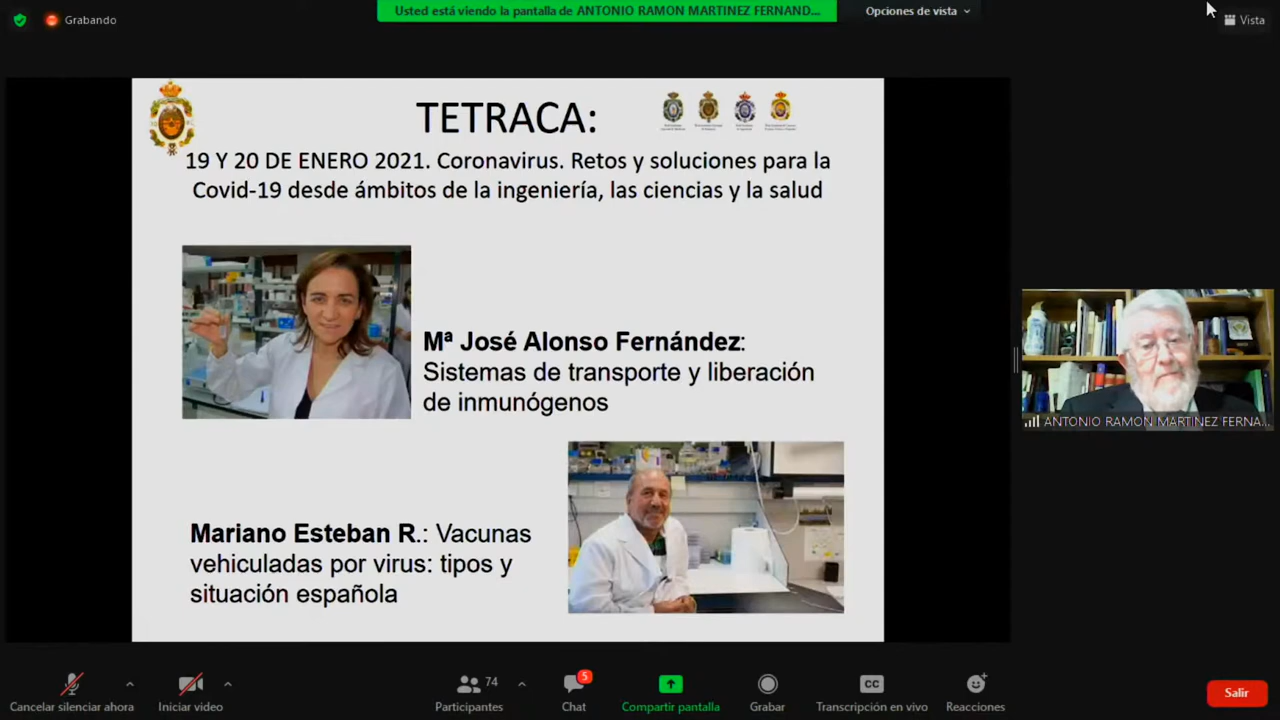 Grabando
Usted está viendo la pantalla de ANTONIO RAMON MARTINEZ FERNAND...
Opciones de vista
Vista
TETRACA:
19 Y 20 DE ENERO 2021. Coronavirus. Retos y soluciones para la
Covid-19 desde ámbitos de la ingeniería, las ciencias y la salud
Mª José Alonso Fernández:
Sistemas de transporte y liberación
de inmunógenos
Mariano Esteban R.: Vacunas
vehiculadas por virus: tipos y
situación española
ANTONIO RAMON MARTINEZ FERNA...
Cancelar silenciar ahora
Iniciar video
74
Participantes
5
Chat
Compartir pantalla
Grabar
CC
Transcripción en vivo
Reacciones
Salir